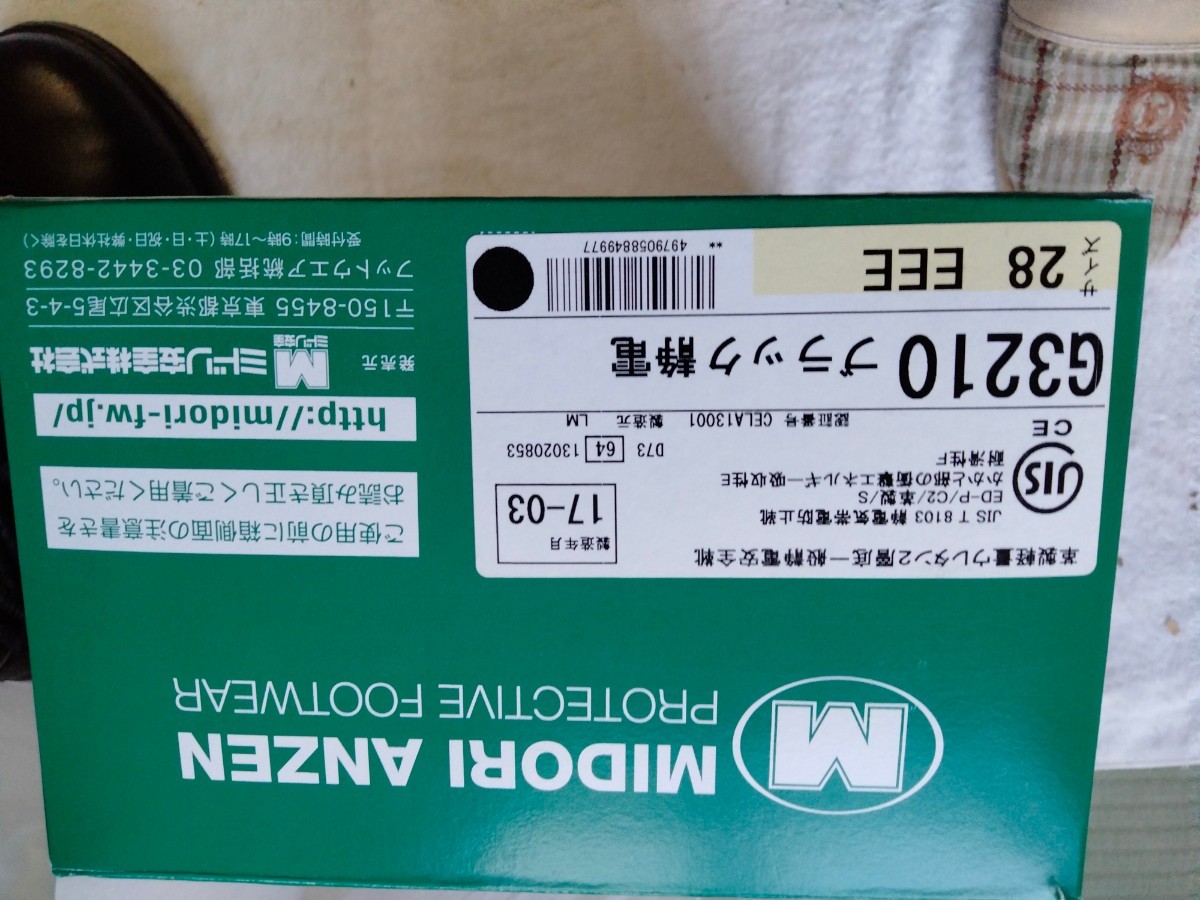 M
MIDORI ANZEN
PROTECTIVE FOOTWEAR
革製軽量ウレタン2層底一般静電安全靴
JIS
CE
JIS T 8103 静電気帯電防止靴
ED-P/C2/革製/S
かかと部の衝撃エネルギー吸収性E
耐滑性F
製造年月
17-03
D73 64 13020853
認証番号 CELA13001 製造元 LM
G3210 ブラック静電
サイズ 28 EEE
**
4979058849977
ご使用の前に箱側面の注意書きを
お読み頂き正しくご着用ください。
http://midori-fw.jp/
発売元 M ミドリ安全 ミドリ安全株式会社
〒150-8455 東京都渋谷区広尾5-4-3
フットウエア統括部 03-3442-8293
受付時間:9時~17時(土・日・祝日・弊社休日を除く)